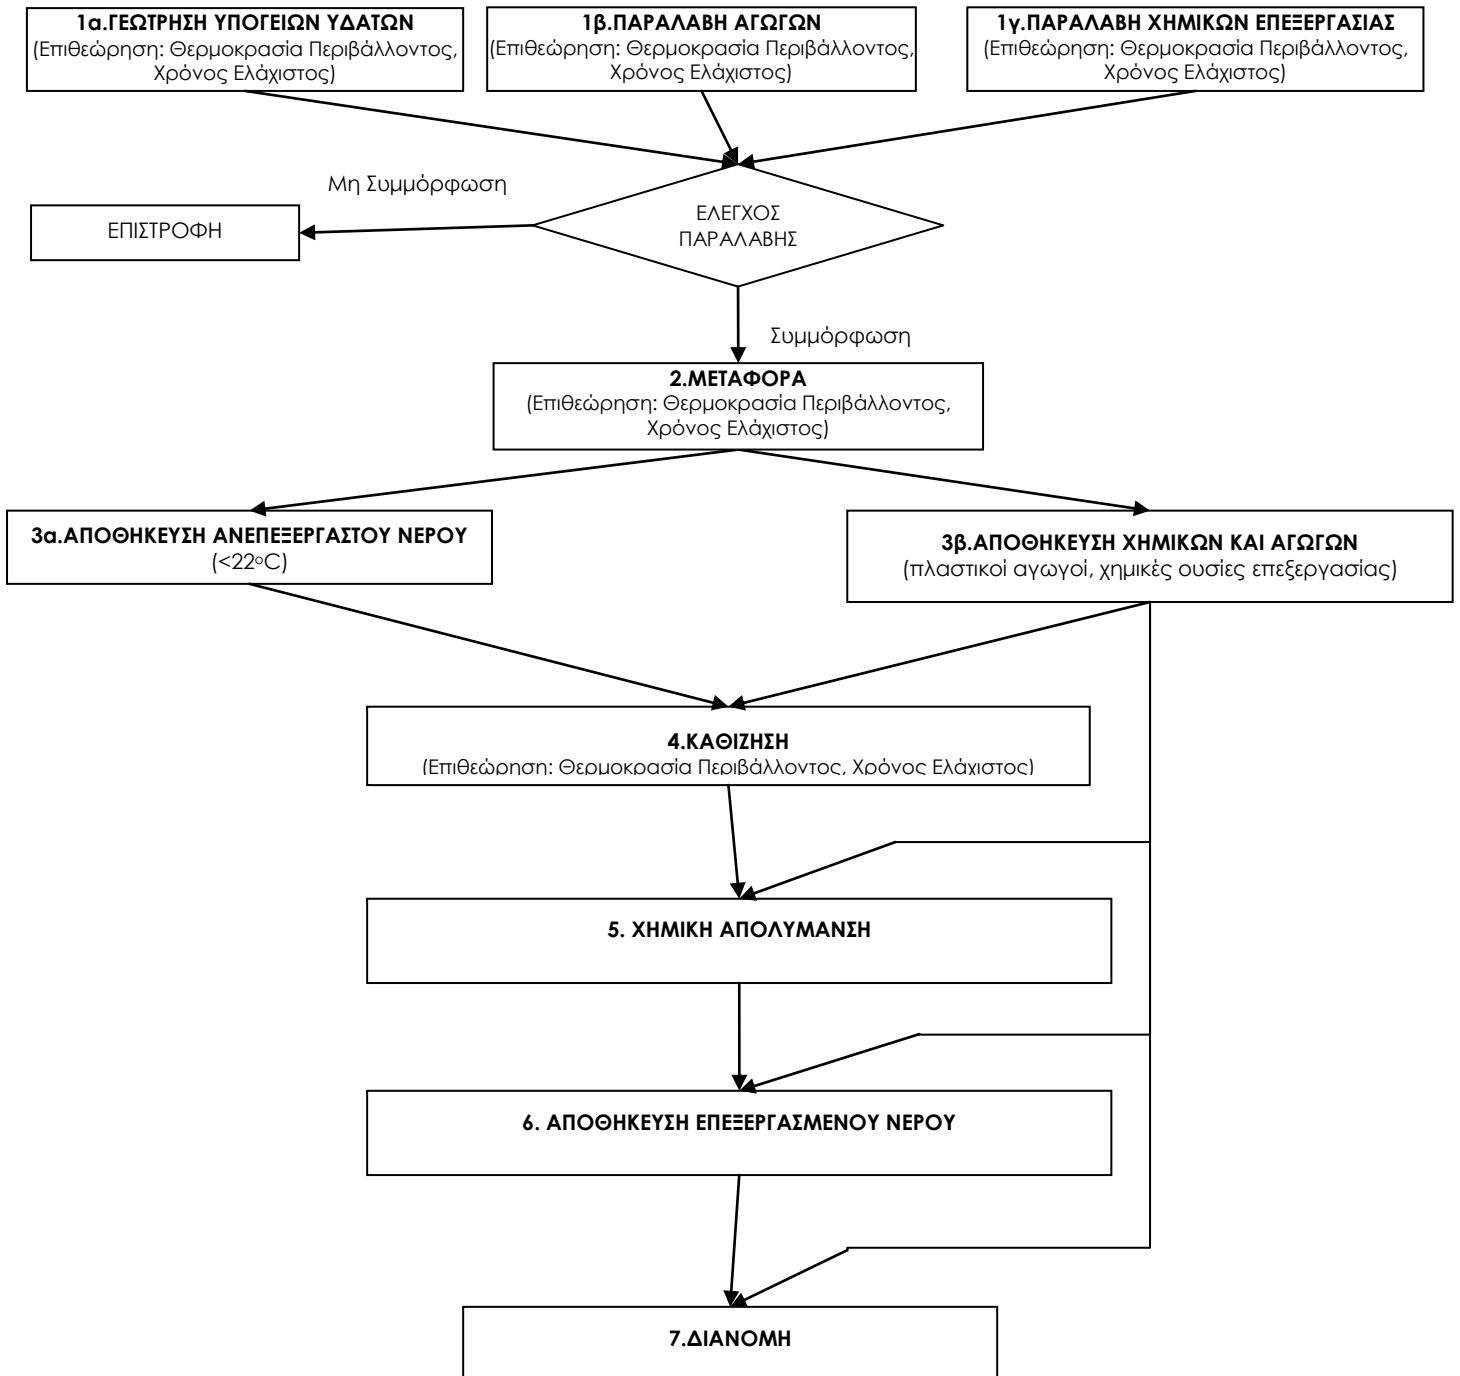 1α.ΓΕΩΤΡΗΣΗ ΥΠΟΓΕΙΩΝ ΥΔΑΤΩΝ
(Επιθεώρηση: Θερμοκρασία Περιβάλλοντος,
Χρόνος Ελάχιστος)
1β.ΠΑΡΑΛΑΒΗ ΑΓΩΓΩΝ
(Επιθεώρηση: Θερμοκρασία Περιβάλλοντος,
Χρόνος Ελάχιστος)
1γ.ΠΑΡΑΛΑΒΗ ΧΗΜΙΚΩΝ ΕΠΕΞΕΡΓΑΣΙΑΣ
(Επιθεώρηση: Θερμοκρασία Περιβάλλοντος,
Χρόνος Ελάχιστος)
Μη Συμμόρφωση
ΕΠΙΣΤΡΟΦΗ
ΕΛΕΓΧΟΣ
ΠΑΡΑΛΑΒΗΣ
Συμμόρφωση
2.ΜΕΤΑΦΟΡΑ
(Επιθεώρηση: Θερμοκρασία Περιβάλλοντος,
Χρόνος Ελάχιστος)
3α.ΑΠΟΘΗΚΕΥΣΗ ΑΝΕΠΕΞΕΡΓΑΣΤΟΥ ΝΕΡΟΥ
(<22ᵒC)
3β.ΑΠΟΘΗΚΕΥΣΗ ΧΗΜΙΚΩΝ ΚΑΙ ΑΓΩΓΩΝ
(πλαστικοί αγωγοί, χημικές ουσίες επεξεργασίας)
4.ΚΑΘΙΖΗΣΗ
(Επιθεώρηση: Θερμοκρασία Περιβάλλοντος, Χρόνος Ελάχιστος)
5. ΧΗΜΙΚΗ ΑΠΟΛΥΜΑΝΣΗ
6. ΑΠΟΘΗΚΕΥΣΗ ΕΠΕΞΕΡΓΑΣΜΕΝΟΥ ΝΕΡΟΥ
7.ΔΙΑΝΟΜΗ